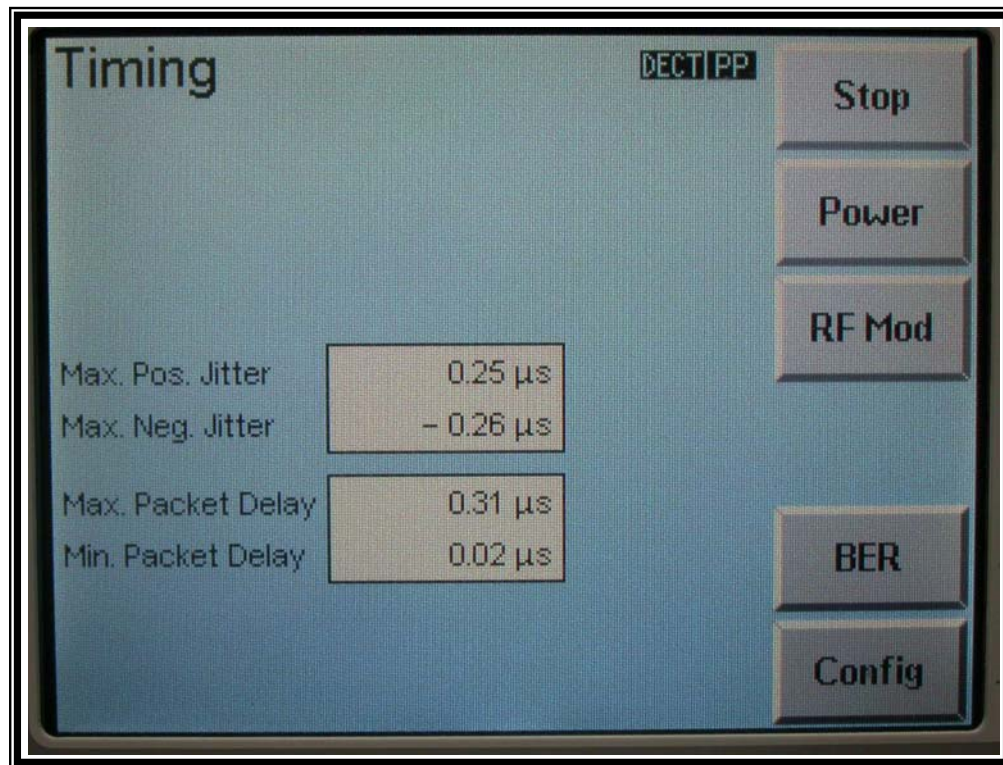 Timing
DECT PP
Stop
Power
RF Mod
Max. Pos. Jitter 0.25 µs
Max. Neg. Jitter – 0.26 µs
Max. Packet Delay 0.31 µs
Min. Packet Delay 0.02 µs
BER
Config